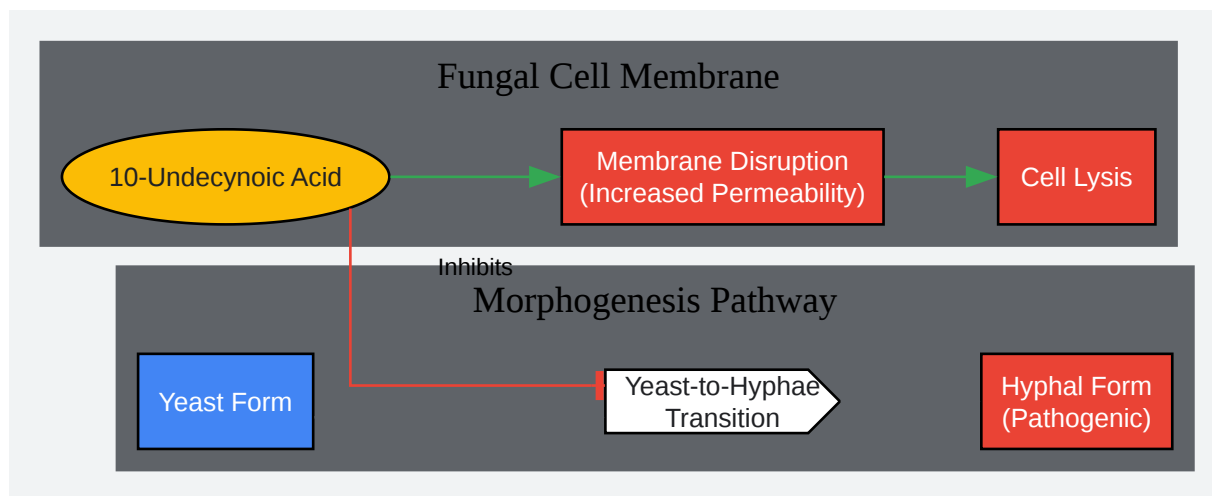 Fungal Cell Membrane
10-Undecynoic Acid
Membrane Disruption
(Increased Permeability)
Cell Lysis
Inhibits
Morphogenesis Pathway
Yeast Form
Yeast-to-Hyphae
Transition
Hyphal Form
(Pathogenic)